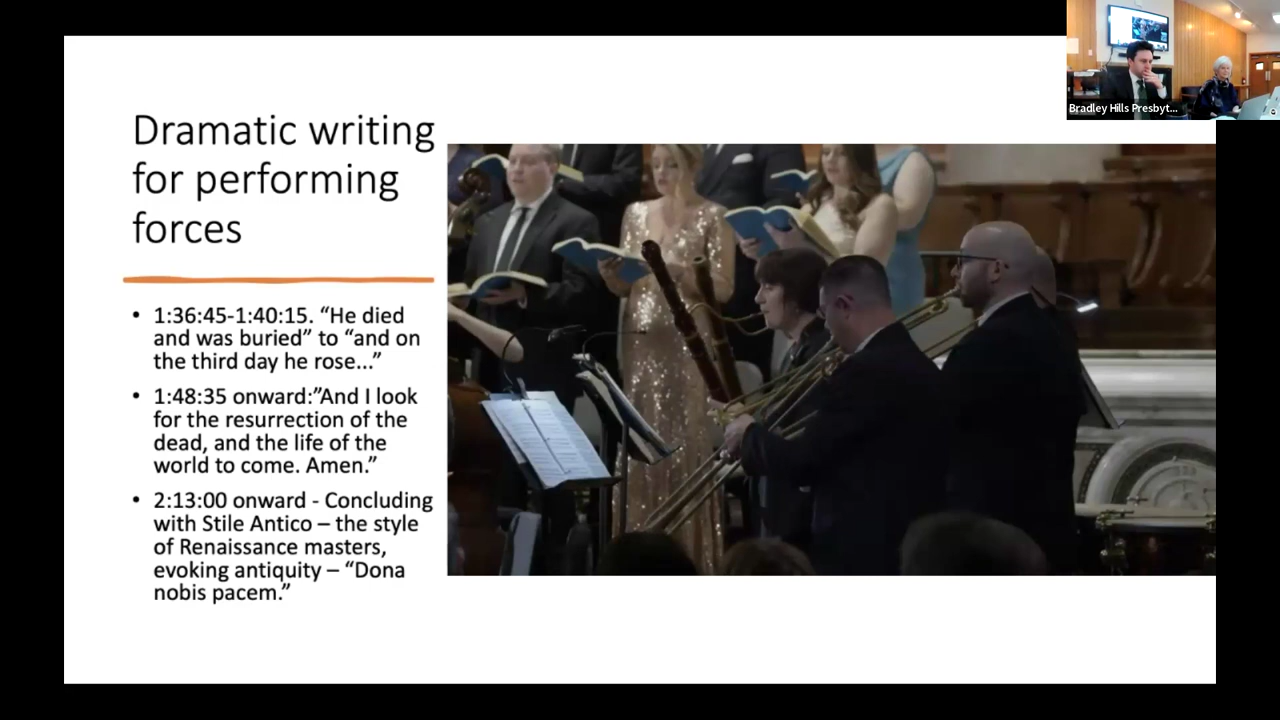 Bradley Hills Presbyt...
Dramatic writing
for performing
forces
• 1:36:45-1:40:15. “He died
and was buried” to “and on
the third day he rose...”
• 1:48:35 onward:”And I look
for the resurrection of the
dead, and the life of the
world to come. Amen.”
• 2:13:00 onward - Concluding
with Stile Antico – the style
of Renaissance masters,
evoking antiquity – “Dona
nobis pacem.”